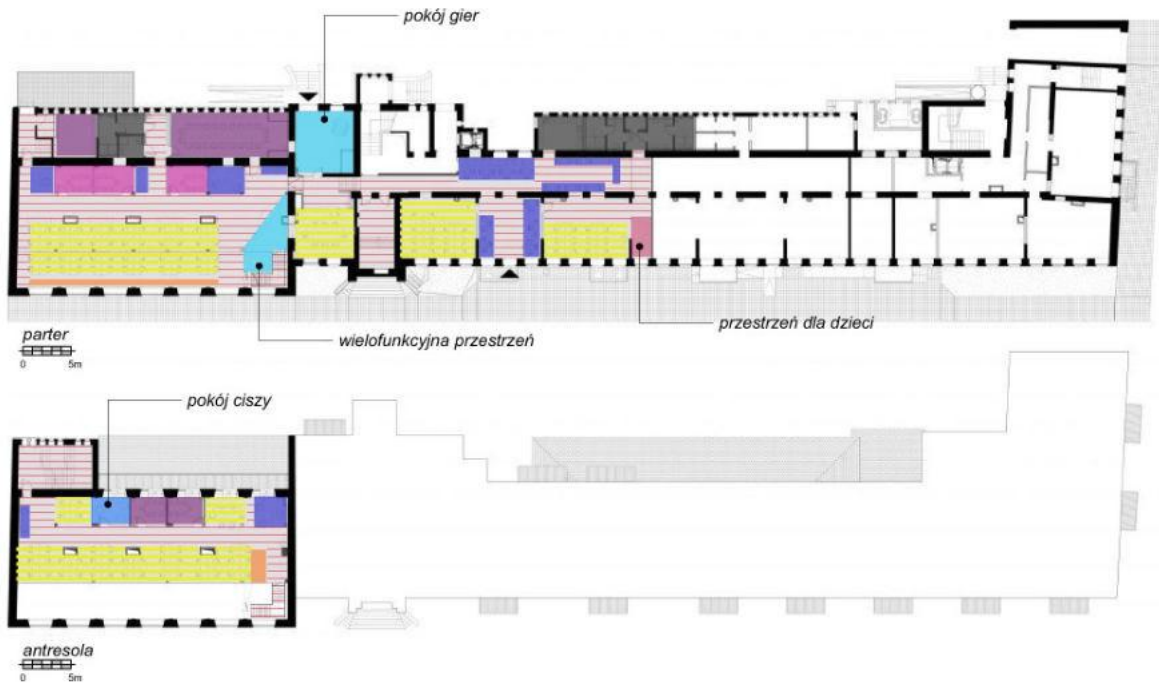 pokój gier
przestrzeń dla dzieci
wielofunkcyjna przestrzeń
parter
0 5m
pokój ciszy
antresola
0 5m